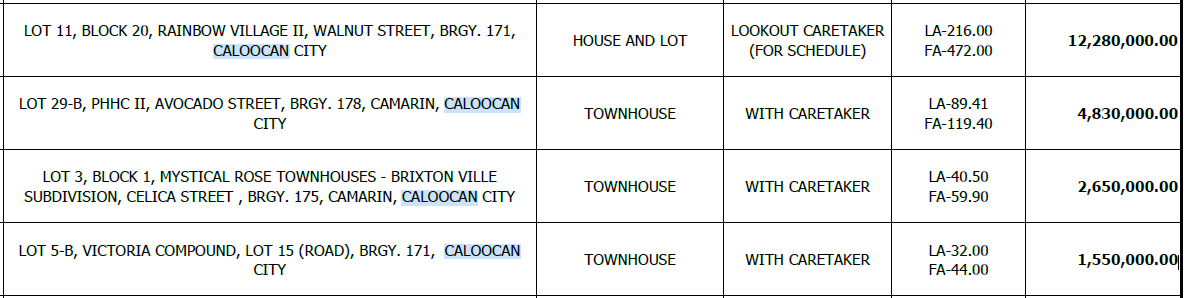 LOT 11, BLOCK 20, RAINBOW VILLAGE II, WALNUT STREET, BRGY. 171,
CALOOCAN CITY
HOUSE AND LOT
LOOKOUT CARETAKER
(FOR SCHEDULE)
LA-216.00
FA-472.00
12,280,000.00
LOT 29-B, PHHC II, AVOCADO STREET, BRGY. 178, CAMARIN, CALOOCAN
CITY
TOWNHOUSE
WITH CARETAKER
LA-89.41
FA-119.40
4,830,000.00
LOT 3, BLOCK 1, MYSTICAL ROSE TOWNHOUSES - BRIXTON VILLE
SUBDIVISION, CELICA STREET , BRGY. 175, CAMARIN, CALOOCAN CITY
TOWNHOUSE
WITH CARETAKER
LA-40.50
FA-59.90
2,650,000.00
LOT 5-B, VICTORIA COMPOUND, LOT 15 (ROAD), BRGY. 171, CALOOCAN
CITY
TOWNHOUSE
WITH CARETAKER
LA-32.00
FA-44.00
1,550,000.00